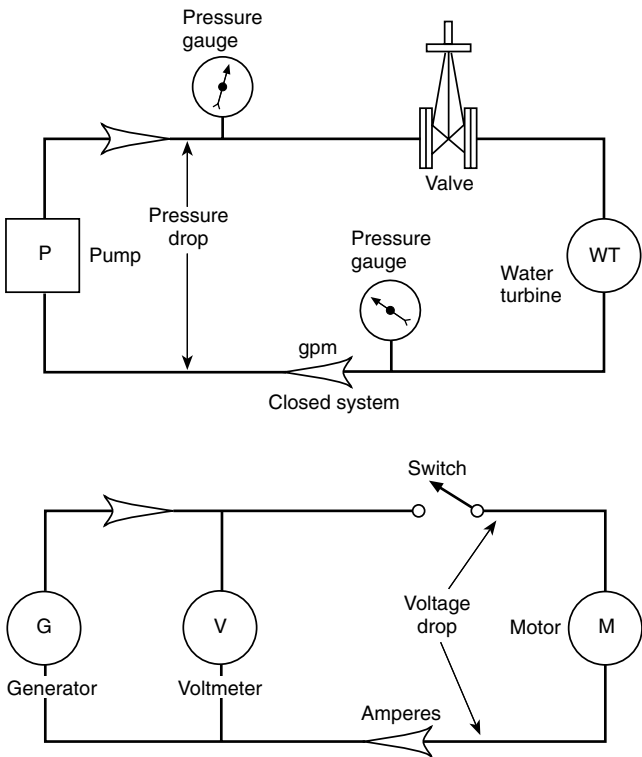 Pressure
gauge
Valve
Pressure
drop
P
Pump
Pressure
gauge
Water
turbine
WT
gpm
Closed system
Switch
G
Generator
V
Voltmeter
Voltage
drop
Motor
M
Amperes